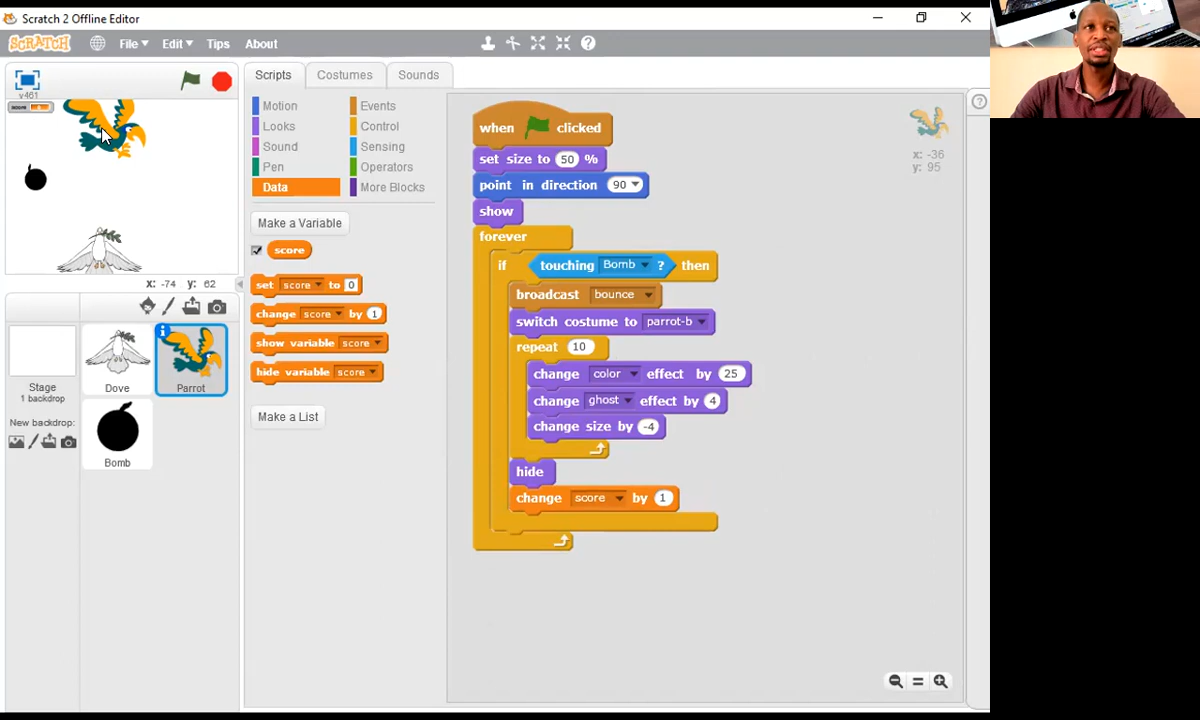 Scratch 2 Offline Editor
SCRATCH File Edit Tips About
v461
score
x: -74 y: 62
Dove
Parrot
Stage
1 backdrop
New backdrop:
Bomb
Scripts Costumes Sounds
Motion Events
Looks Control
Sound Sensing
Pen Operators
Data More Blocks
Make a Variable
score
set score to 0
change score by 1
show variable score
hide variable score
Make a List
when clicked
set size to 50 %
point in direction 90
show
forever
if touching Bomb ? then
broadcast bounce
switch costume to parrot-b
repeat 10
change color effect by 25
change ghost effect by 4
change size by -4
hide
change score by 1
x: -36
y: 95